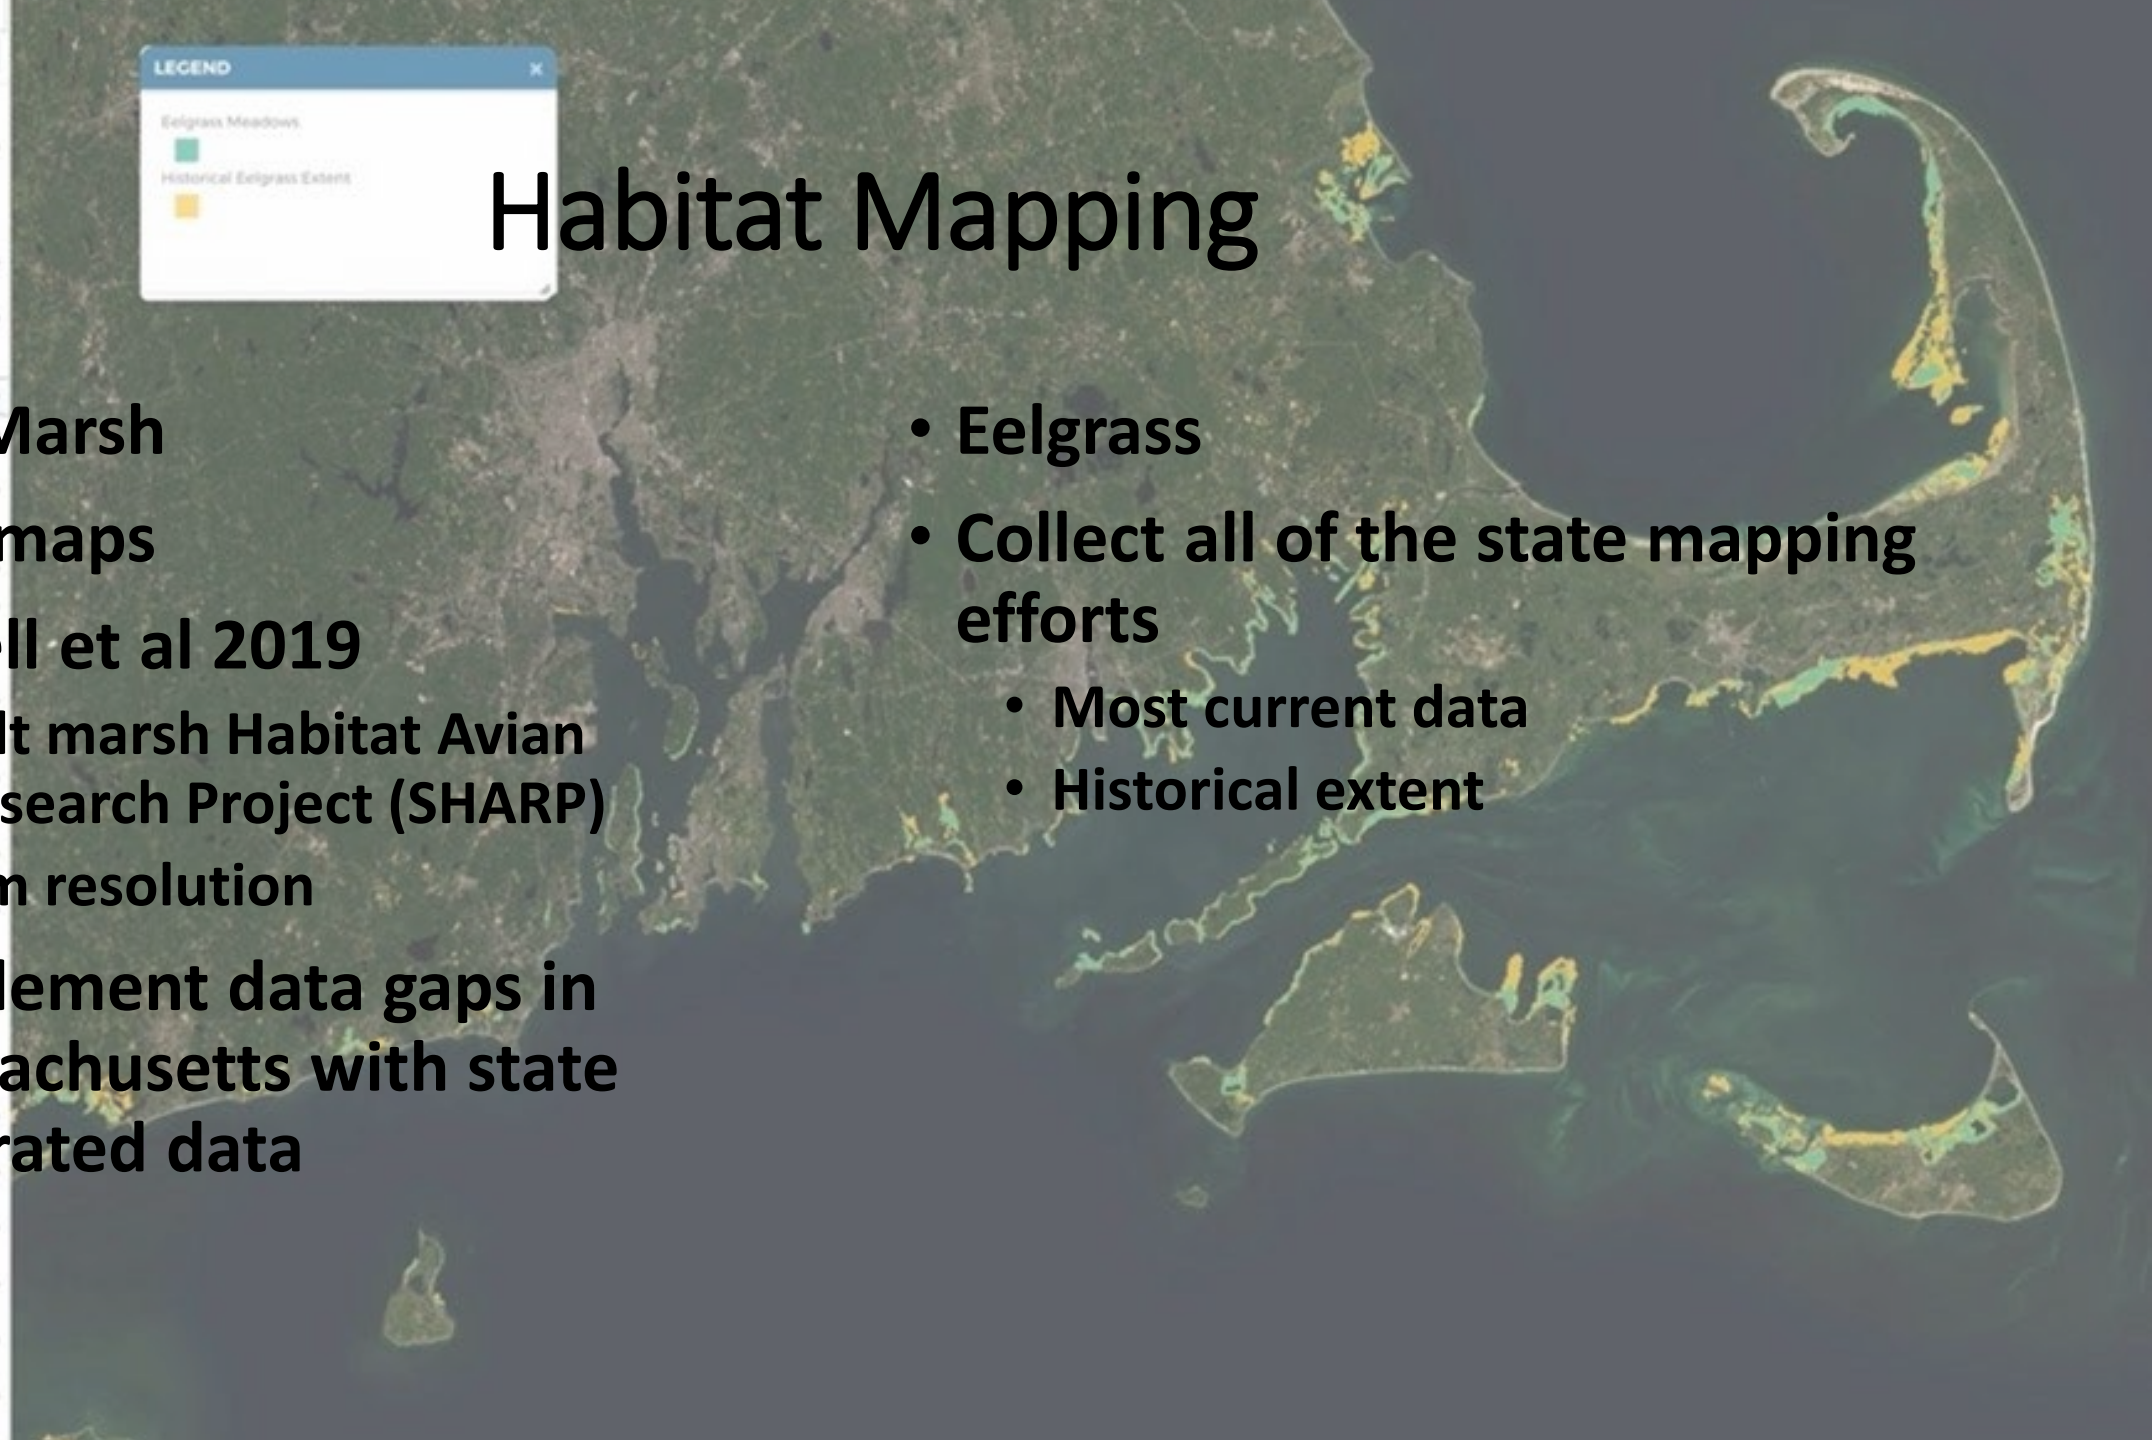 LEGEND
Eelgrass Meadows
Historical Eelgrass Extent
Habitat Mapping
Marsh
maps
ll et al 2019
lt marsh Habitat Avian
search Project (SHARP)
m resolution
lement data gaps in
achusetts with state
rated data
• Eelgrass
• Collect all of the state mapping
efforts
• Most current data
• Historical extent